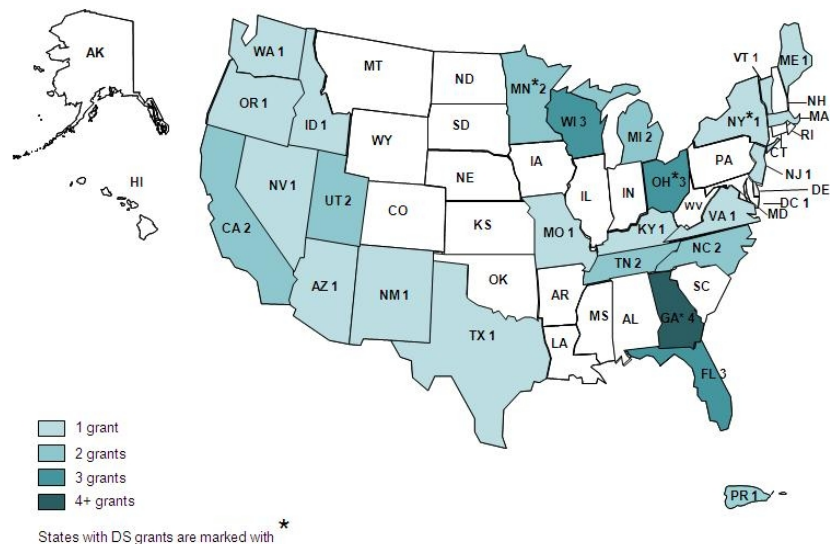 AK
WA 1
MT
ND
MN*2
VT 1
ME 1
OR 1
ID 1
SD
WI 3
NY*1
NH
MA
WY
MI 2
RI
CT
IA
PA
NJ 1
HI
NV 1
NE
OH*3
DE
UT 2
IL
IN
WV
DC 1
MD
CA 2
CO
KS
MO 1
KY 1
VA 1
NC 2
TN 2
AZ 1
NM 1
OK
AR
SC
MS
AL
GA* 4
TX 1
LA
FL 3
1 grant
2 grants
3 grants
4+ grants
PR 1
States with DS grants are marked with *